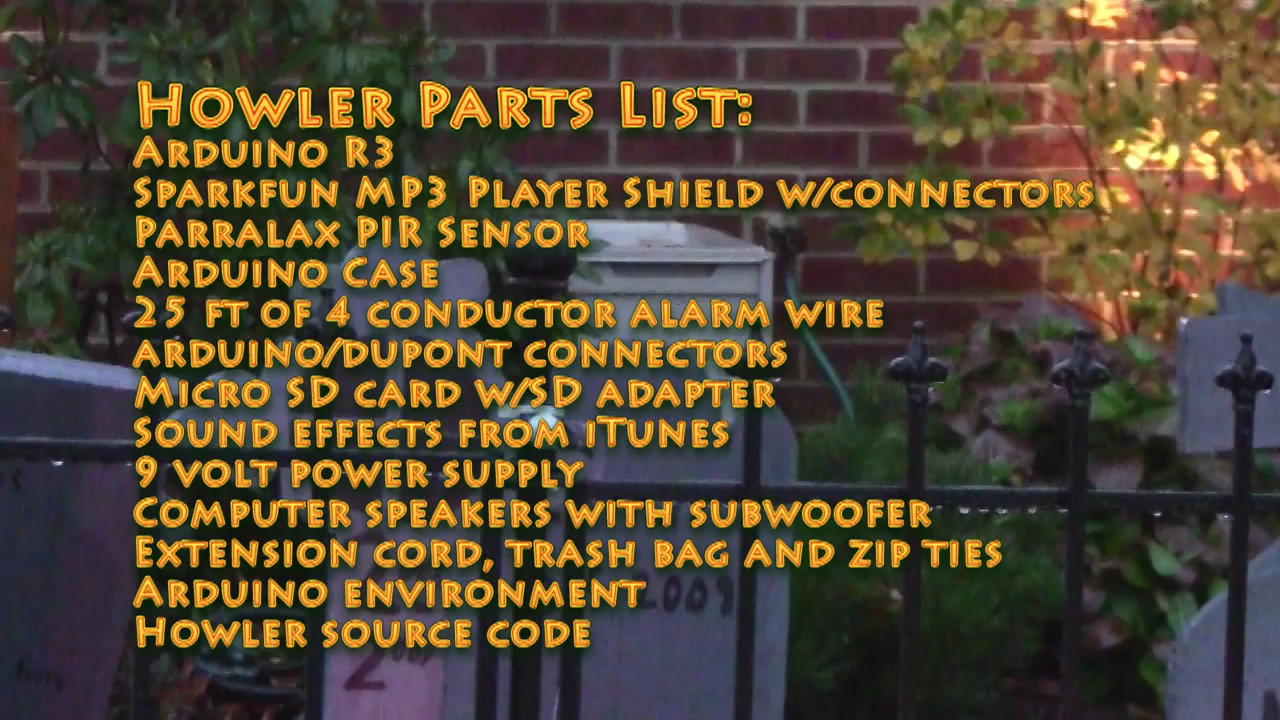 Howler Parts List:
Arduino R3
Sparkfun MP3 Player Shield w/connectors
Parralax PIR Sensor
Arduino Case
25 ft of 4 conductor alarm wire
arduino/dupont connectors
Micro SD card w/SD adapter
Sound effects from iTunes
9 volt power supply
Computer speakers with subwoofer
Extension cord, trash bag and zip ties
Arduino environment
2009
Howler source code
2